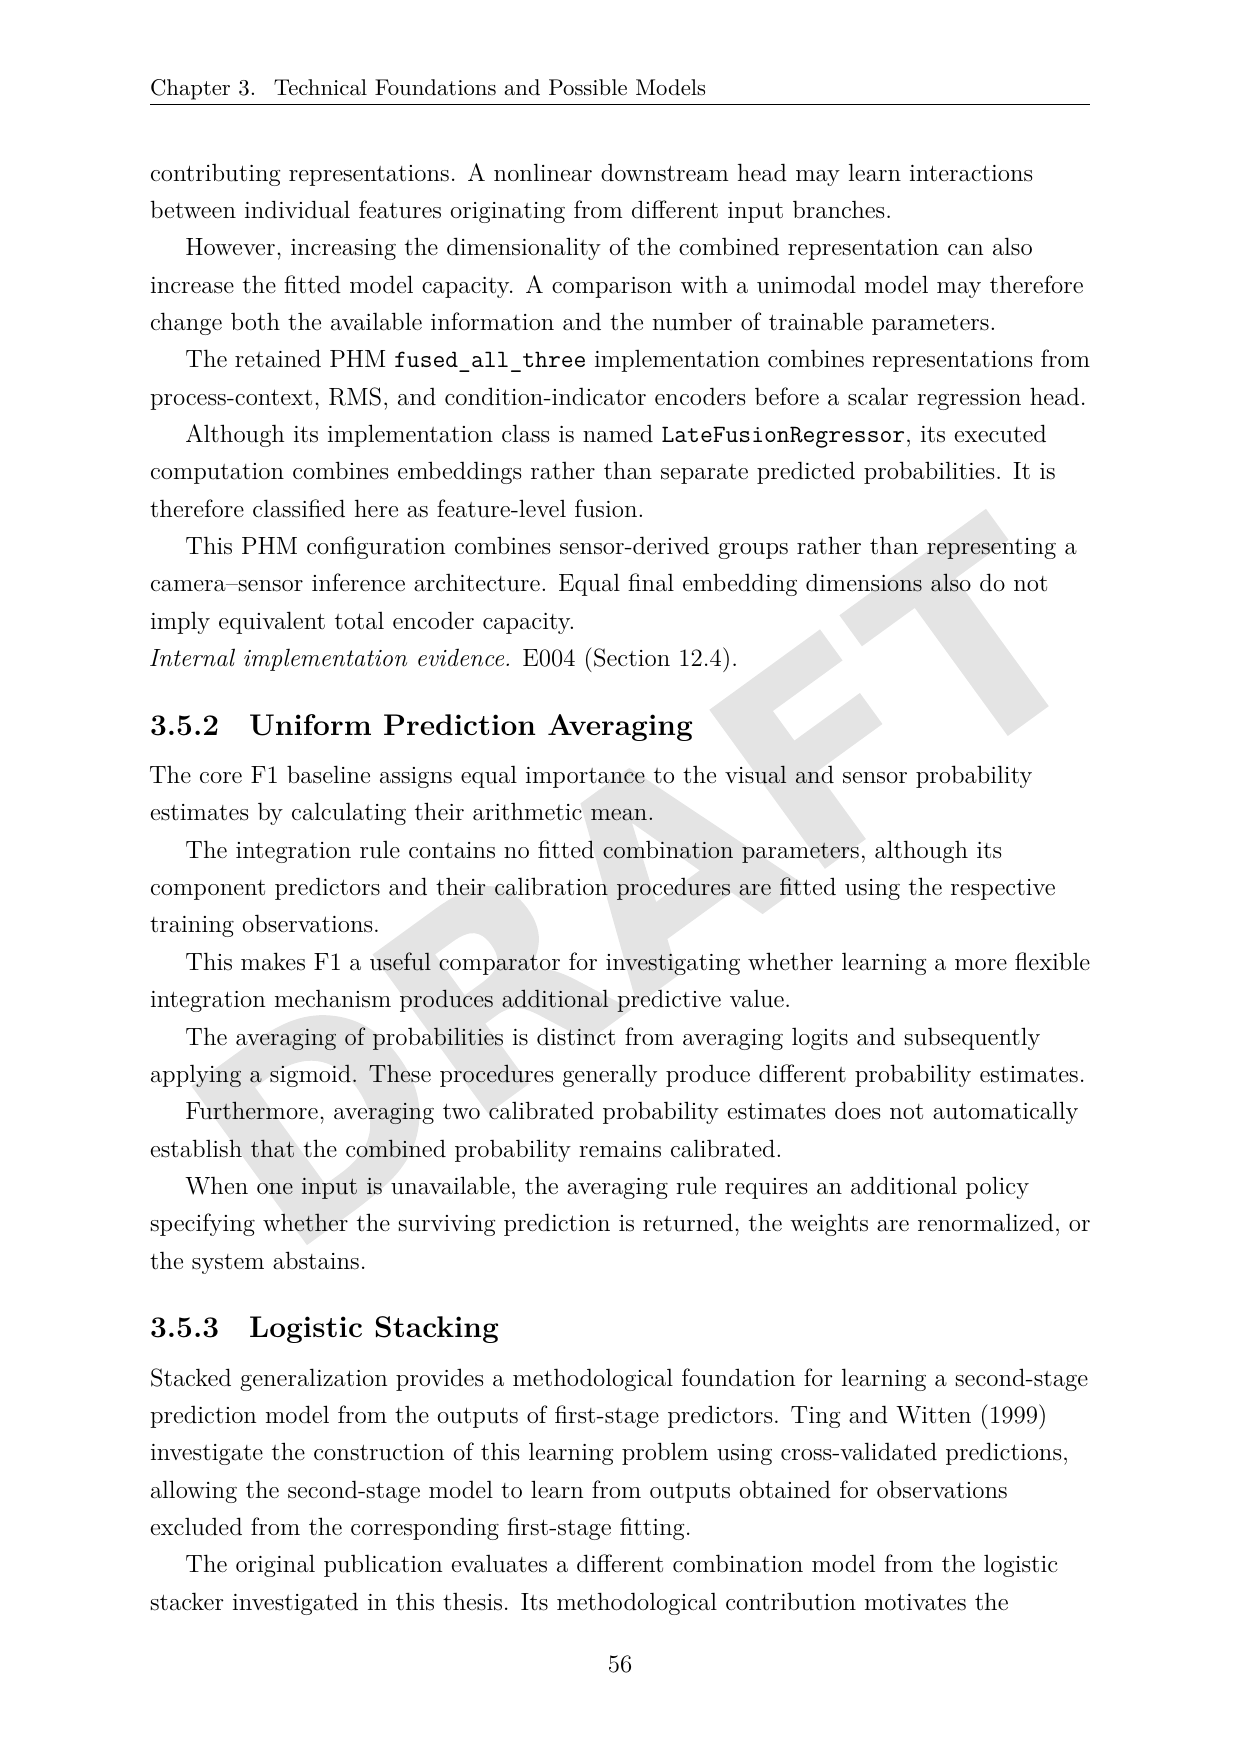 Chapter 3. Technical Foundations and Possible Models
contributing representations. A nonlinear downstream head may learn interactions
between individual features originating from different input branches.
However, increasing the dimensionality of the combined representation can also
increase the fitted model capacity. A comparison with a unimodal model may therefore
change both the available information and the number of trainable parameters.
The retained PHM fused_all_three implementation combines representations from
process-context, RMS, and condition-indicator encoders before a scalar regression head.
Although its implementation class is named LateFusionRegressor, its executed
computation combines embeddings rather than separate predicted probabilities. It is
therefore classified here as feature-level fusion.
This PHM configuration combines sensor-derived groups rather than representing a
camera–sensor inference architecture. Equal final embedding dimensions also do not
imply equivalent total encoder capacity.
Internal implementation evidence. E004 (Section 12.4).
3.5.2 Uniform Prediction Averaging
The core F1 baseline assigns equal importance to the visual and sensor probability
estimates by calculating their arithmetic mean.
The integration rule contains no fitted combination parameters, although its
component predictors and their calibration procedures are fitted using the respective
training observations.
This makes F1 a useful comparator for investigating whether learning a more flexible
integration mechanism produces additional predictive value.
The averaging of probabilities is distinct from averaging logits and subsequently
applying a sigmoid. These procedures generally produce different probability estimates.
Furthermore, averaging two calibrated probability estimates does not automatically
establish that the combined probability remains calibrated.
When one input is unavailable, the averaging rule requires an additional policy
specifying whether the surviving prediction is returned, the weights are renormalized, or
the system abstains.
3.5.3 Logistic Stacking
Stacked generalization provides a methodological foundation for learning a second-stage
prediction model from the outputs of first-stage predictors. Ting and Witten (1999)
investigate the construction of this learning problem using cross-validated predictions,
allowing the second-stage model to learn from outputs obtained for observations
excluded from the corresponding first-stage fitting.
The original publication evaluates a different combination model from the logistic
stacker investigated in this thesis. Its methodological contribution motivates the
56
DRAFT